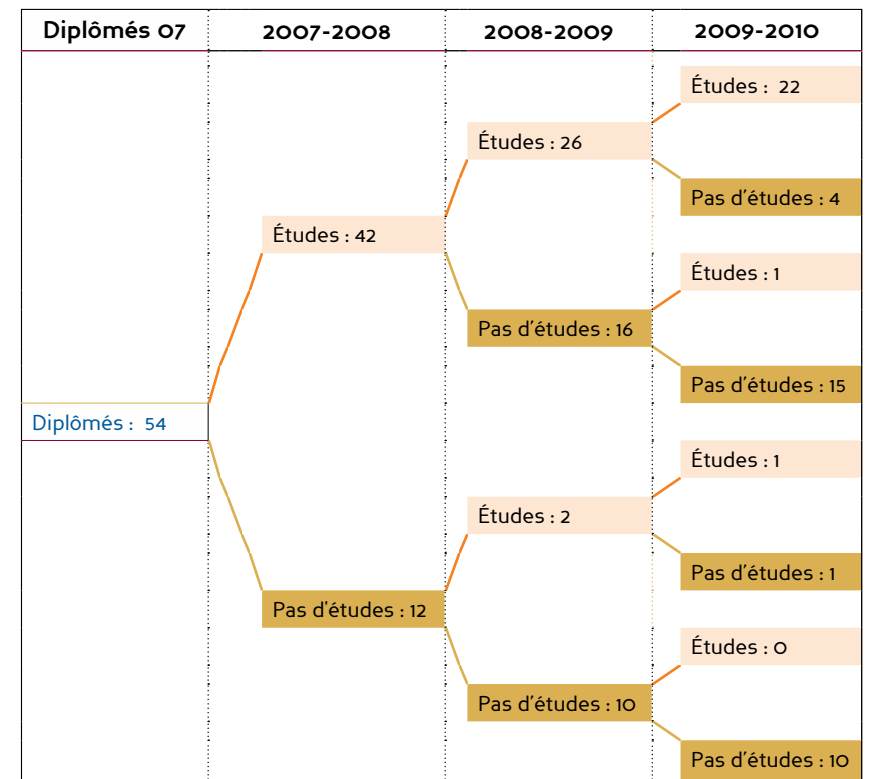 Diplômés 07 2007-2008 2008-2009 2009-2010
Études : 22
Études : 26
Pas d'études : 4
Études : 42
Études : 1
Pas d'études : 16
Pas d'études : 15
Diplômés : 54
Études : 1
Études : 2
Pas d'études : 1
Pas d'études : 12
Études : 0
Pas d'études : 10
Pas d'études : 10